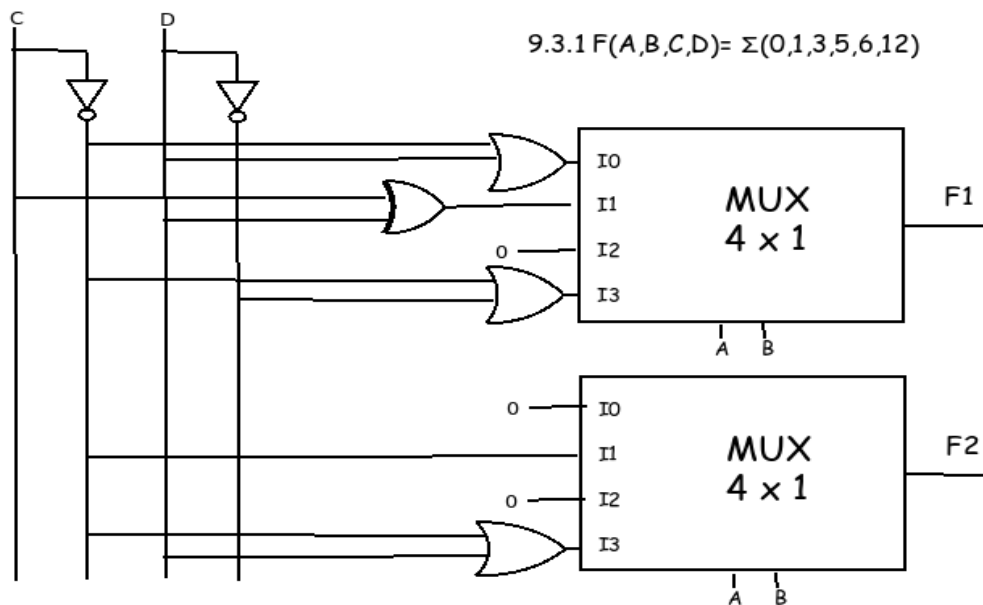 C D
9.3.1 F(A,B,C,D)= Σ(0,1,3,5,6,12)
I0
I1
0 I2
I3
MUX
4 x 1
F1
A B
0 I0
I1
0 I2
I3
MUX
4 x 1
F2
A B